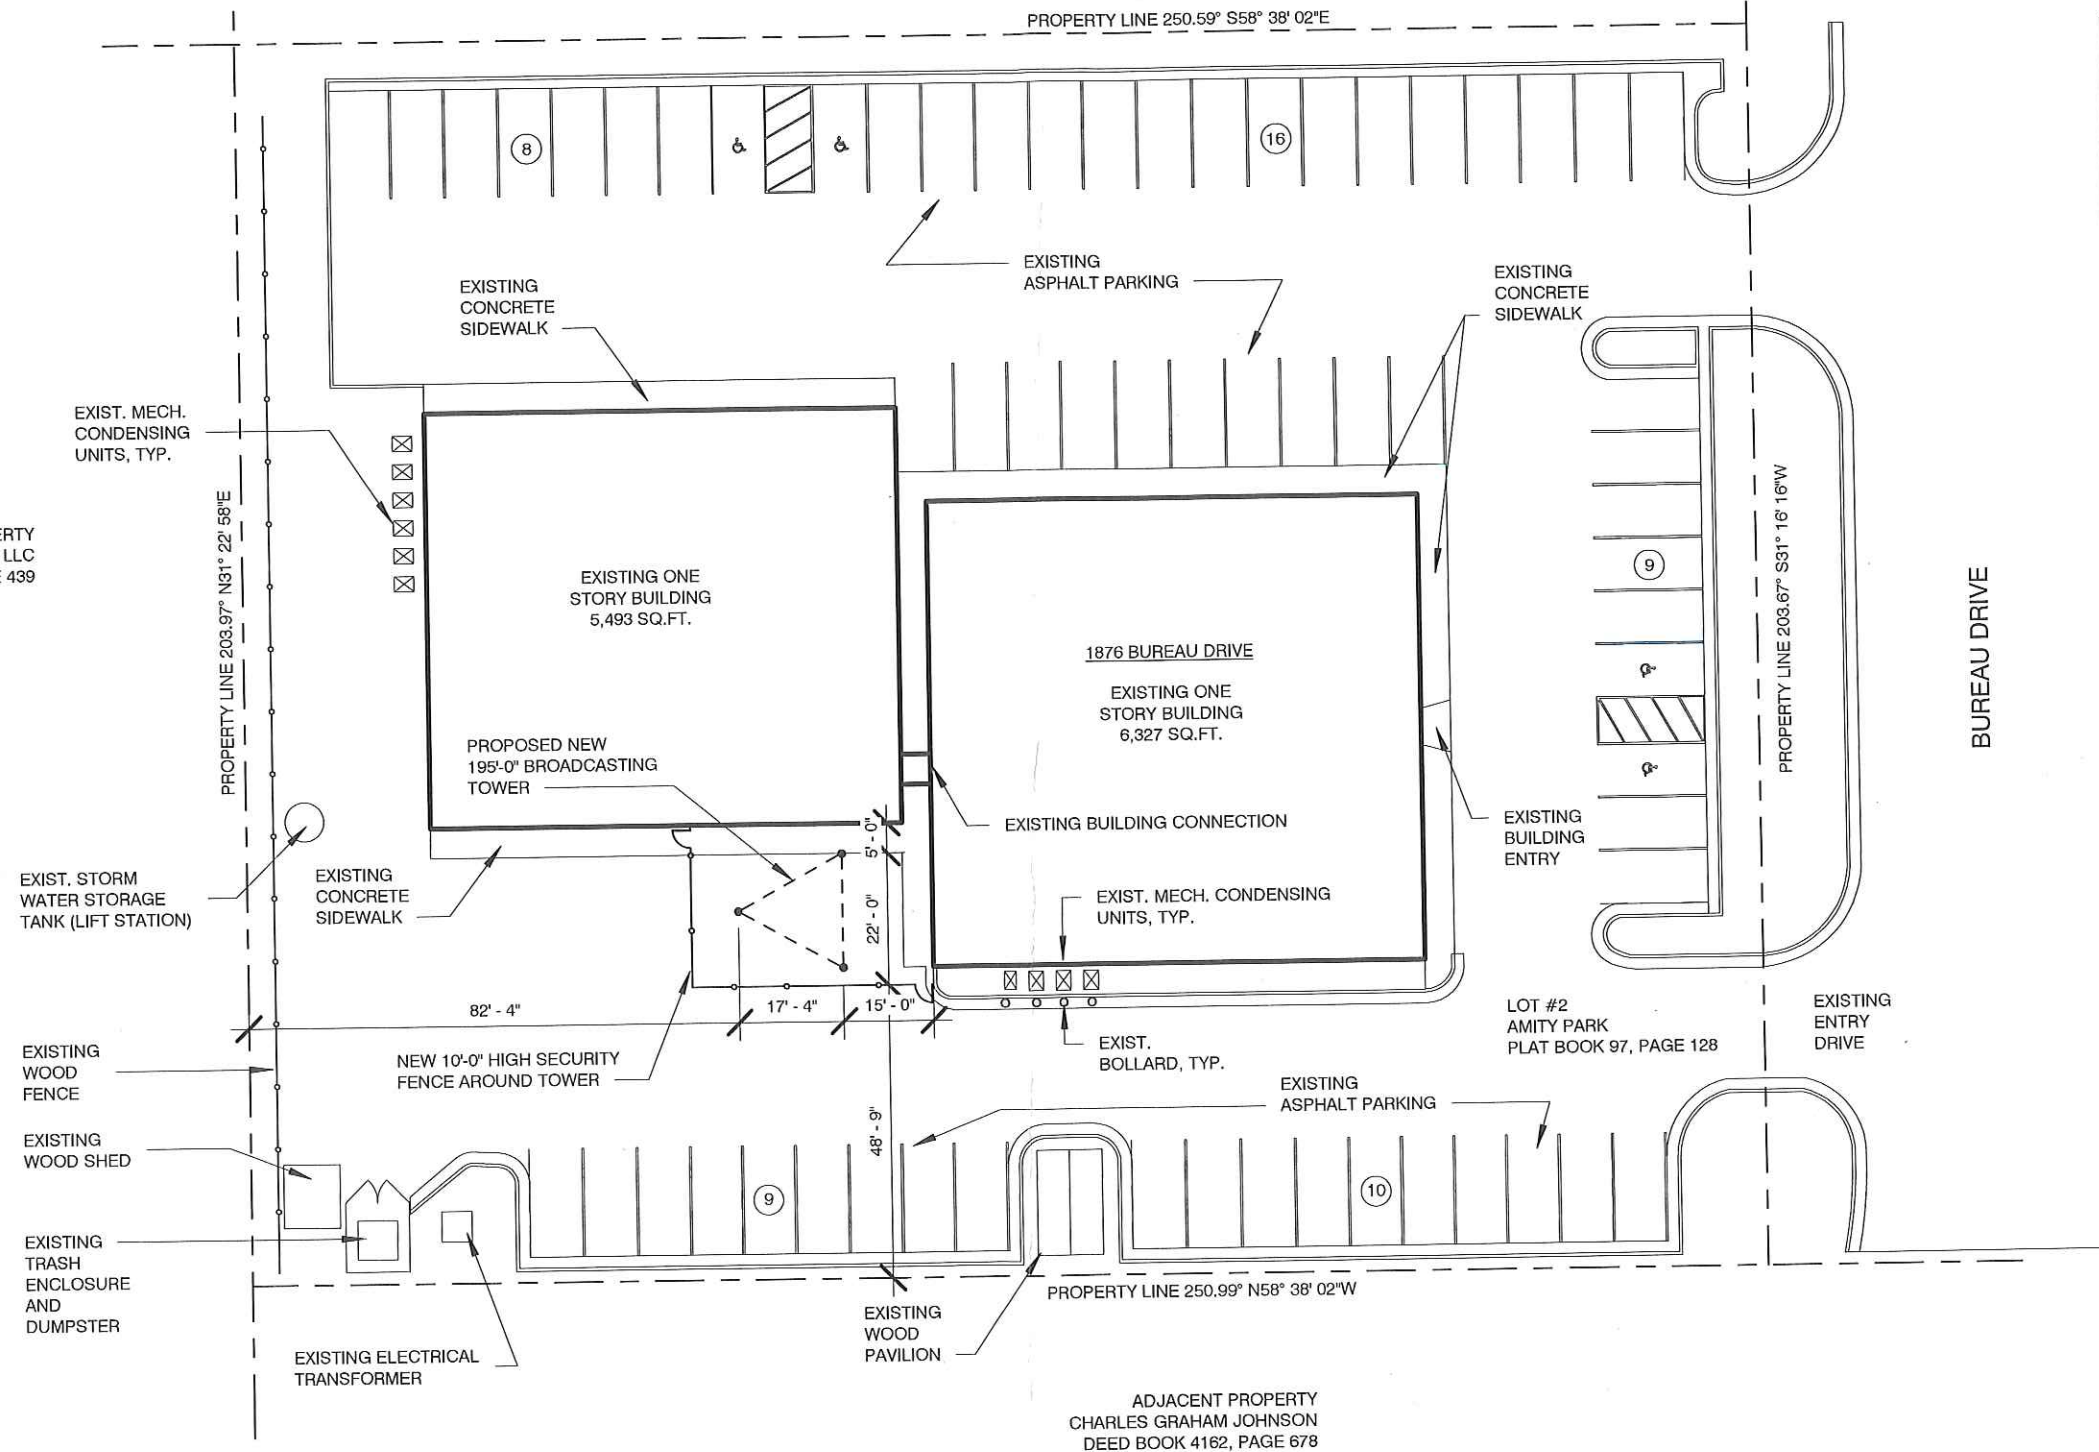 PROPERTY LINE 250.59° S58° 38' 02"E
8
16
EXISTING
ASPHALT PARKING
EXISTING
CONCRETE
SIDEWALK
EXISTING
CONCRETE
SIDEWALK
EXIST. MECH.
CONDENSING
UNITS, TYP.
ERTY
LLC
E 439
PROPERTY LINE 203.97° N31° 22' 58"E
EXISTING ONE
STORY BUILDING
5,493 SQ.FT.
1876 BUREAU DRIVE
EXISTING ONE
STORY BUILDING
6,327 SQ.FT.
9
PROPERTY LINE 203.67° S31° 16' 16"W
BUREAU DRIVE
PROPOSED NEW
195'-0" BROADCASTING
TOWER
EXISTING BUILDING CONNECTION
EXISTING
BUILDING
ENTRY
5' - 0"
22' - 0"
EXIST. STORM
WATER STORAGE
TANK (LIFT STATION)
EXISTING
CONCRETE
SIDEWALK
EXIST. MECH. CONDENSING
UNITS, TYP.
82' - 4"
17' - 4"
15' - 0"
LOT #2
AMITY PARK
PLAT BOOK 97, PAGE 128
EXISTING
ENTRY
DRIVE
EXISTING
WOOD
FENCE
NEW 10'-0" HIGH SECURITY
FENCE AROUND TOWER
EXIST.
BOLLARD, TYP.
EXISTING
ASPHALT PARKING
48' - 9"
EXISTING
WOOD SHED
9
10
EXISTING
TRASH
ENCLOSURE
AND
DUMPSTER
PROPERTY LINE 250.99° N58° 38' 02"W
EXISTING
WOOD
PAVILION
EXISTING ELECTRICAL
TRANSFORMER
ADJACENT PROPERTY
CHARLES GRAHAM JOHNSON
DEED BOOK 4162, PAGE 678